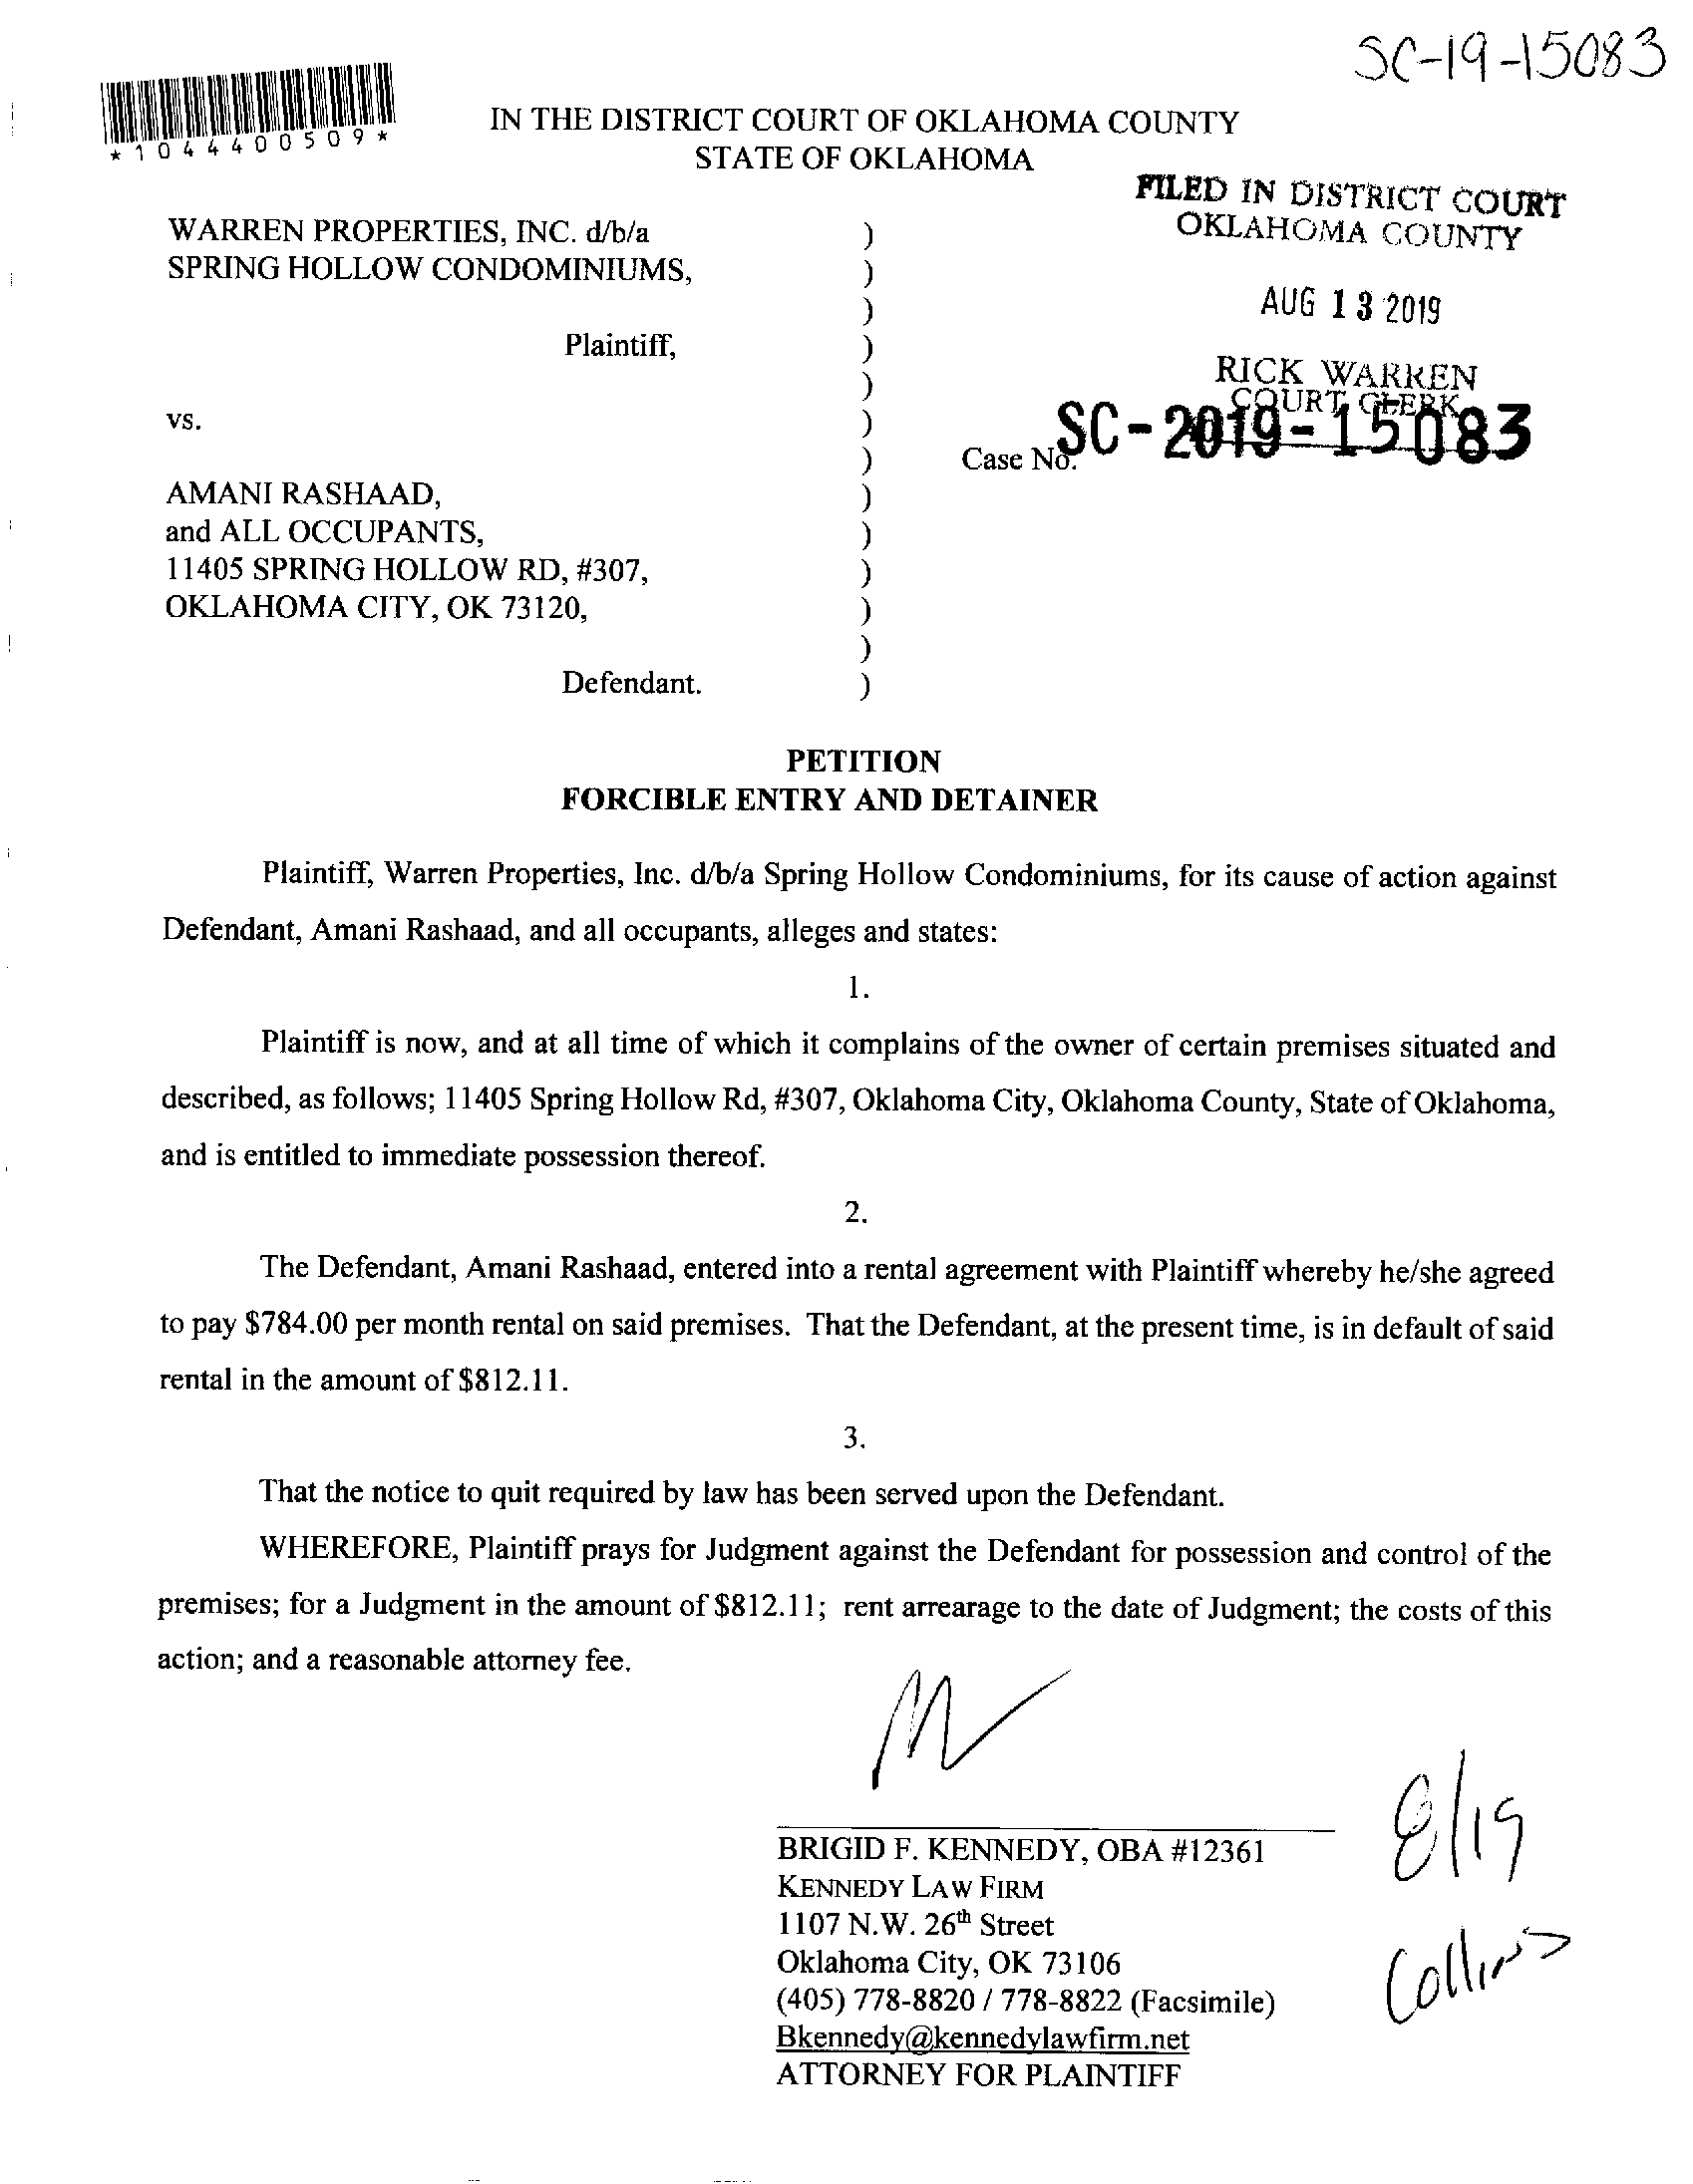 SC-19-15083
*1044400509*
IN THE DISTRICT COURT OF OKLAHOMA COUNTY
STATE OF OKLAHOMA
FILED IN DISTRICT COURT
OKLAHOMA COUNTY
AUG 13 2019
RICK WARREN
COURT CLERK
WARREN PROPERTIES, INC. d/b/a )
SPRING HOLLOW CONDOMINIUMS, )
)
Plaintiff, )
)
vs. )
) Case No. SC-2019-15083
AMANI RASHAAD, )
and ALL OCCUPANTS, )
11405 SPRING HOLLOW RD, #307, )
OKLAHOMA CITY, OK 73120, )
)
Defendant. )
PETITION
FORCIBLE ENTRY AND DETAINER
Plaintiff, Warren Properties, Inc. d/b/a Spring Hollow Condominiums, for its cause of action against
Defendant, Amani Rashaad, and all occupants, alleges and states:
1.
Plaintiff is now, and at all time of which it complains of the owner of certain premises situated and
described, as follows; 11405 Spring Hollow Rd, #307, Oklahoma City, Oklahoma County, State of Oklahoma,
and is entitled to immediate possession thereof.
2.
The Defendant, Amani Rashaad, entered into a rental agreement with Plaintiff whereby he/she agreed
to pay $784.00 per month rental on said premises. That the Defendant, at the present time, is in default of said
rental in the amount of $812.11.
3.
That the notice to quit required by law has been served upon the Defendant.
WHEREFORE, Plaintiff prays for Judgment against the Defendant for possession and control of the
premises; for a Judgment in the amount of $812.11; rent arrearage to the date of Judgment; the costs of this
action; and a reasonable attorney fee.
BRIGID F. KENNEDY, OBA #12361
KENNEDY LAW FIRM
1107 N.W. 26th Street
Oklahoma City, OK 73106
(405) 778-8820 / 778-8822 (Facsimile)
Bkennedy@kennedylawfirm.net
ATTORNEY FOR PLAINTIFF
8/19
Collins